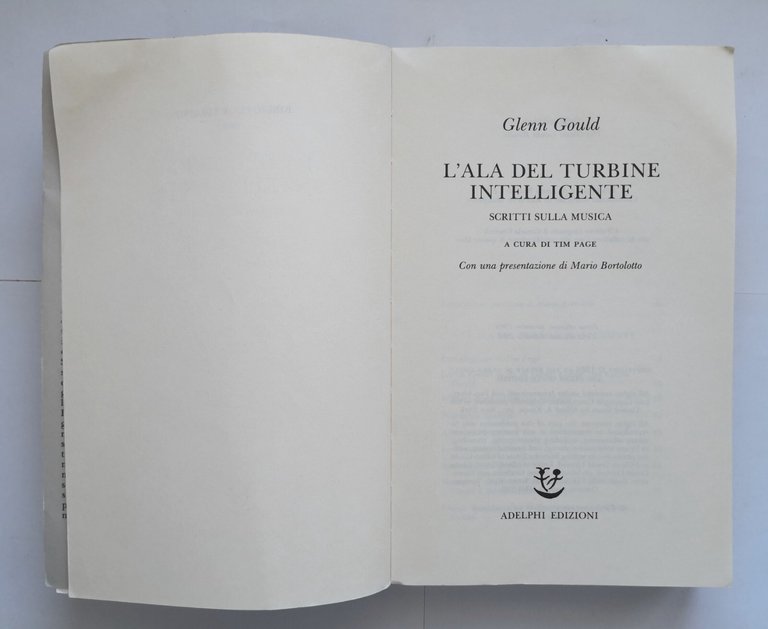 Glenn Gould
L'ALA DEL TURBINE
INTELLIGENTE
SCRITTI SULLA MUSICA
A CURA DI TIM PAGE
Con una presentazione di Mario Bortolotto
ADELPHI EDIZIONI